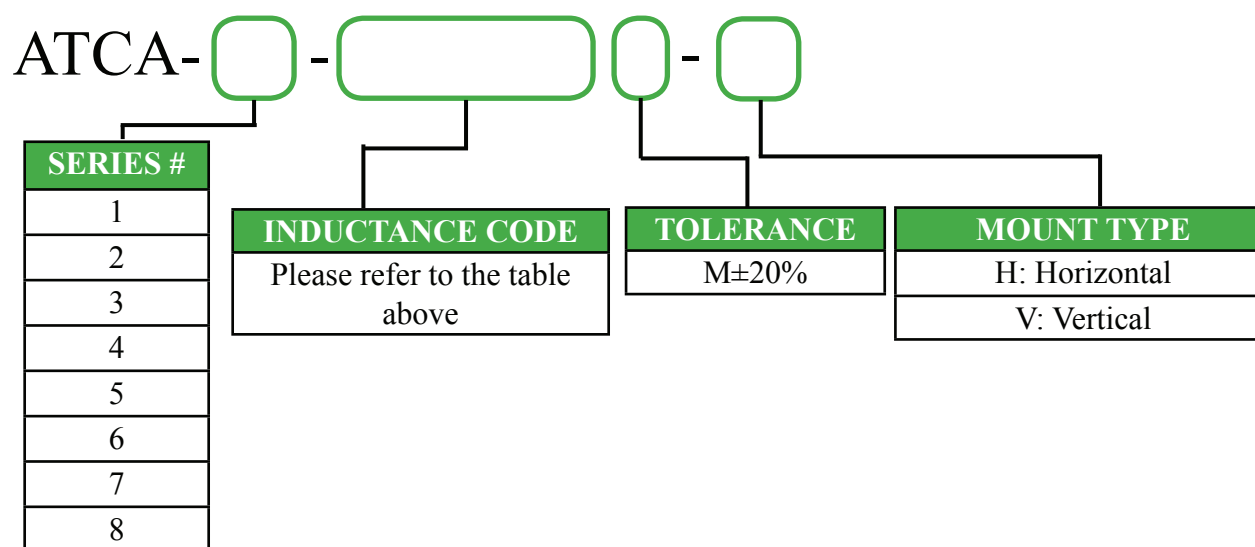 ATCA- - -
SERIES #
1
2
3
4
5
6
7
8
INDUCTANCE CODE
Please refer to the table
above
TOLERANCE
M±20%
MOUNT TYPE
H: Horizontal
V: Vertical